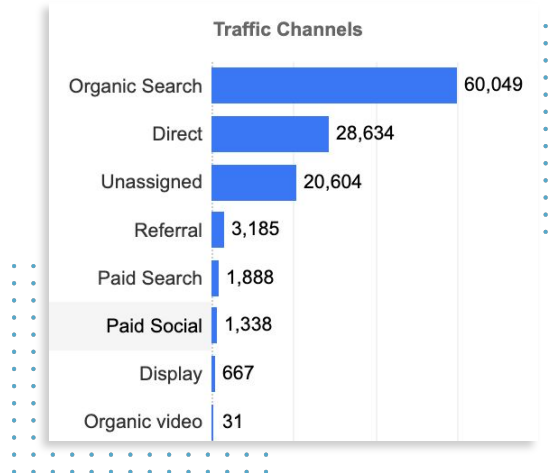 Traffic Channels
Organic Search 60,049
Direct 28,634
Unassigned 20,604
Referral 3,185
Paid Search 1,888
Paid Social 1,338
Display 667
Organic video 31